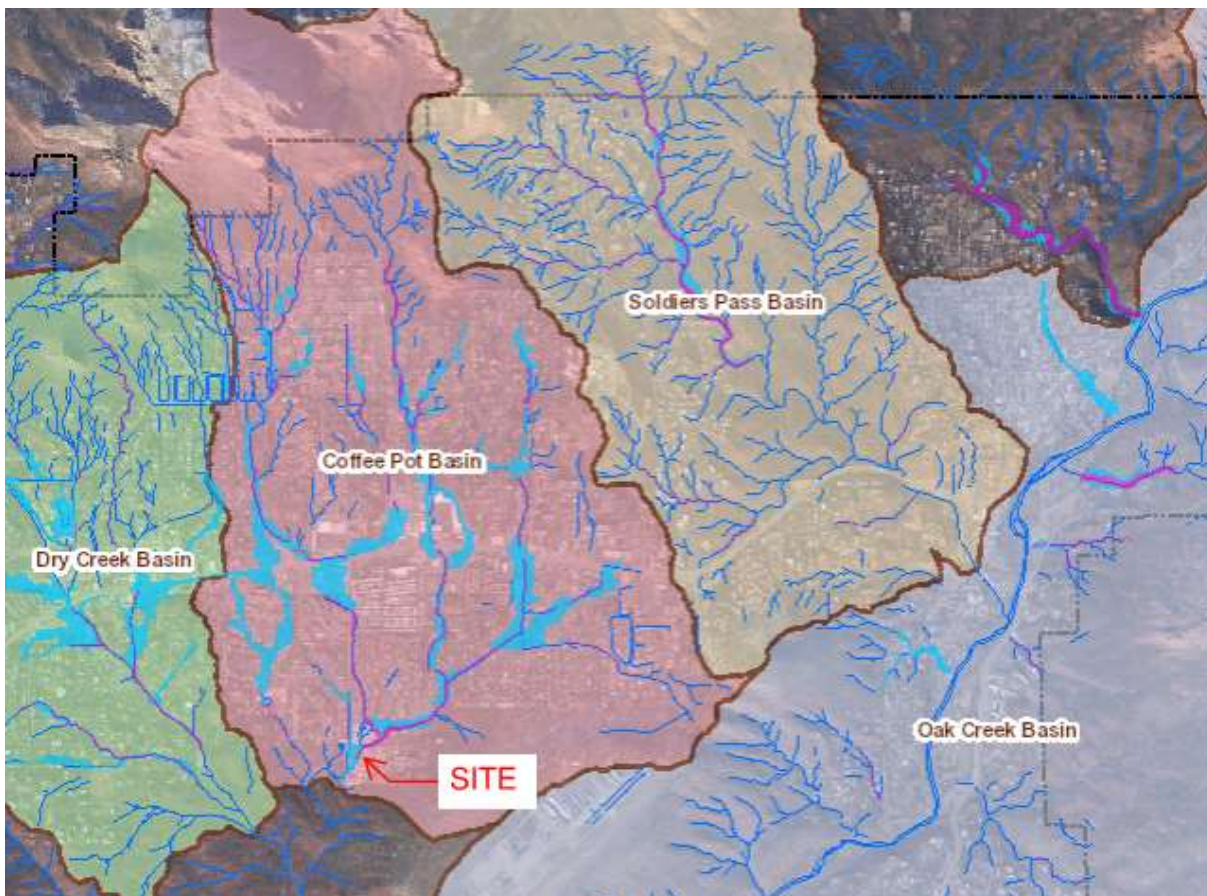 Soldiers Pass Basin
Coffee Pot Basin
Dry Creek Basin
Oak Creek Basin
SITE